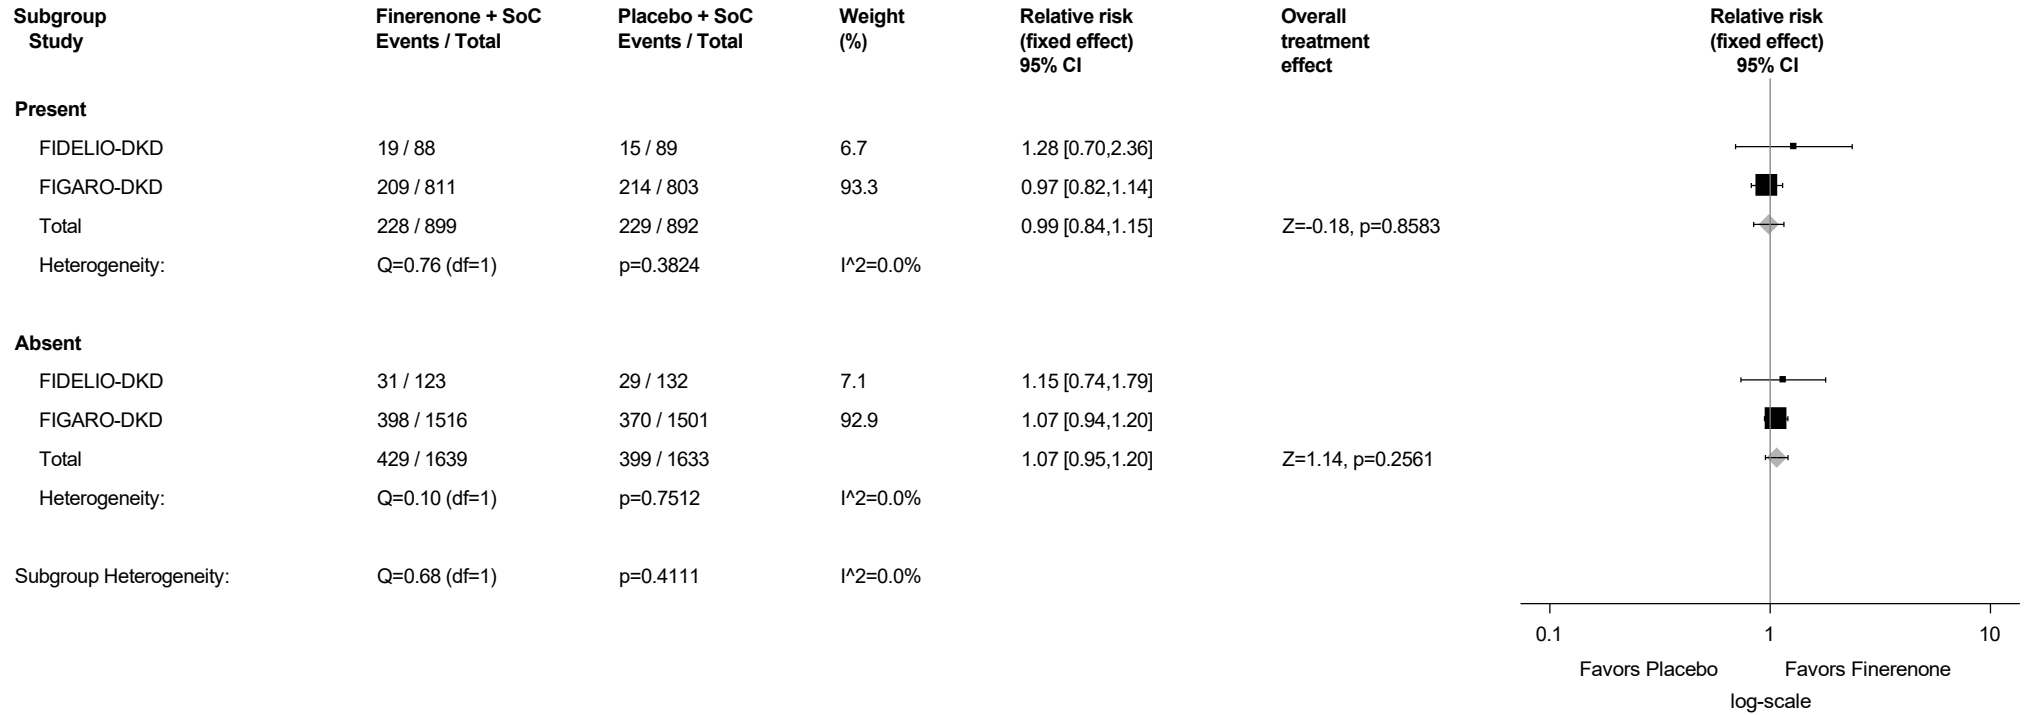 Subgroup Finerenone + SoC Placebo + SoC Weight Relative risk Overall Relative risk
Study Events / Total Events / Total (%) (fixed effect) treatment (fixed effect)
95% CI effect 95% CI
Present
FIDELIO-DKD 19 / 88 15 / 89 6.7 1.28 [0.70,2.36]
FIGARO-DKD 209 / 811 214 / 803 93.3 0.97 [0.82,1.14]
Total 228 / 899 229 / 892 0.99 [0.84,1.15] Z=-0.18, p=0.8583
Heterogeneity: Q=0.76 (df=1) p=0.3824 I^2=0.0%
Absent
FIDELIO-DKD 31 / 123 29 / 132 7.1 1.15 [0.74,1.79]
FIGARO-DKD 398 / 1516 370 / 1501 92.9 1.07 [0.94,1.20]
Total 429 / 1639 399 / 1633 1.07 [0.95,1.20] Z=1.14, p=0.2561
Heterogeneity: Q=0.10 (df=1) p=0.7512 I^2=0.0%
Subgroup Heterogeneity: Q=0.68 (df=1) p=0.4111 I^2=0.0%
0.1 1 10
Favors Placebo Favors Finerenone
log-scale